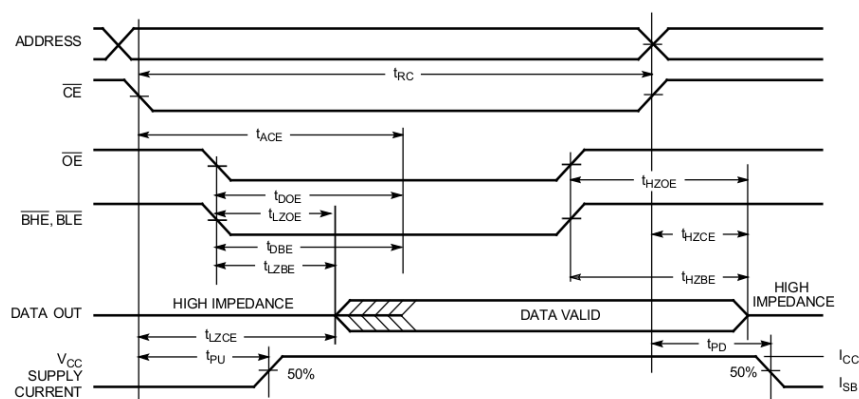 ADDRESS
tRC
CE
tACE
OE
tHZOE
tDOE
tLZOE
BHE, BLE
tHZCE
tDBE
tLZBE
tHZBE
HIGH IMPEDANCE
HIGH
IMPEDANCE
DATA OUT
DATA VALID
tLZCE
tPU
tPD
VCC
SUPPLY
CURRENT
50%
50%
ICC
ISB